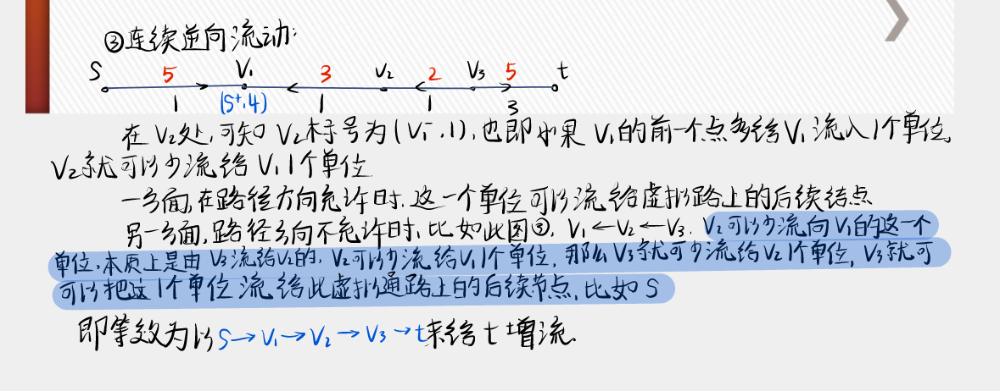 ③连续逆向流动:
S 5 V₁ 3 V₂ 2 V₃ 5 t
1 (S⁺,4) 1 1 3
在V₂处,可知V₂标号为(V₁⁻,1),也即如果V₁的前一个点多给V₁流入1个单位,
V₂就可以少流给V₁1个单位
一方面,在路径方向允许时,这一个单位可以流给虚拟路上的后续结点
另一方面,路径方向不允许时,比如此图③,V₁←V₂←V₃.V₂可以少流向V₁的这一个
单位,本质上是由V₃流给V₂的,V₂可以少流给V₁1个单位,那么V₃就可少流给V₂1个单位,V₃就可
可以把这1个单位流给此虚拟通路上的后续节点,比如S
即等效为以S→V₁→V₂→V₃→t来给t增流.